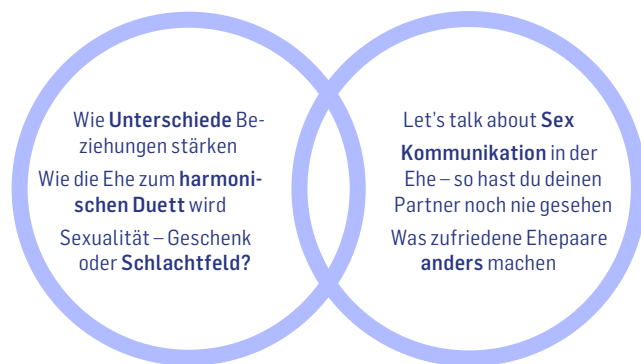 Wie Unterschiede Be-
ziehungen stärken
Wie die Ehe zum harmoni-
schen Duett wird
Sexualität – Geschenk
oder Schlachtfeld?
Let's talk about Sex
Kommunikation in der
Ehe – so hast du deinen
Partner noch nie gesehen
Was zufriedene Ehepaare
anders machen